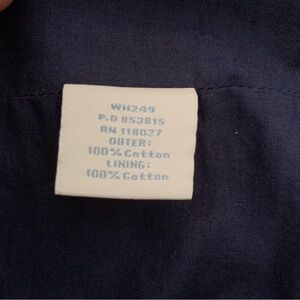 WH249
P.O 853815
RN 118027
OUTER:
100% Cotton
LINING:
100% Cotton